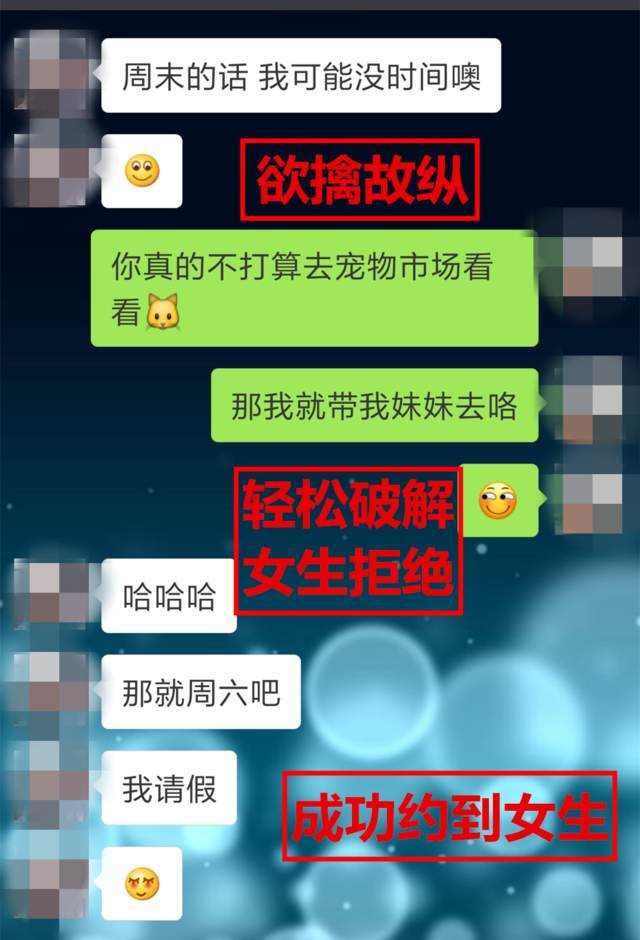 周末的话 我可能没时间噢
欲擒故纵
你真的不打算去宠物市场看
看
那我就带我妹妹去咯
轻松破解
女生拒绝
哈哈哈
那就周六吧
我请假
成功约到女生